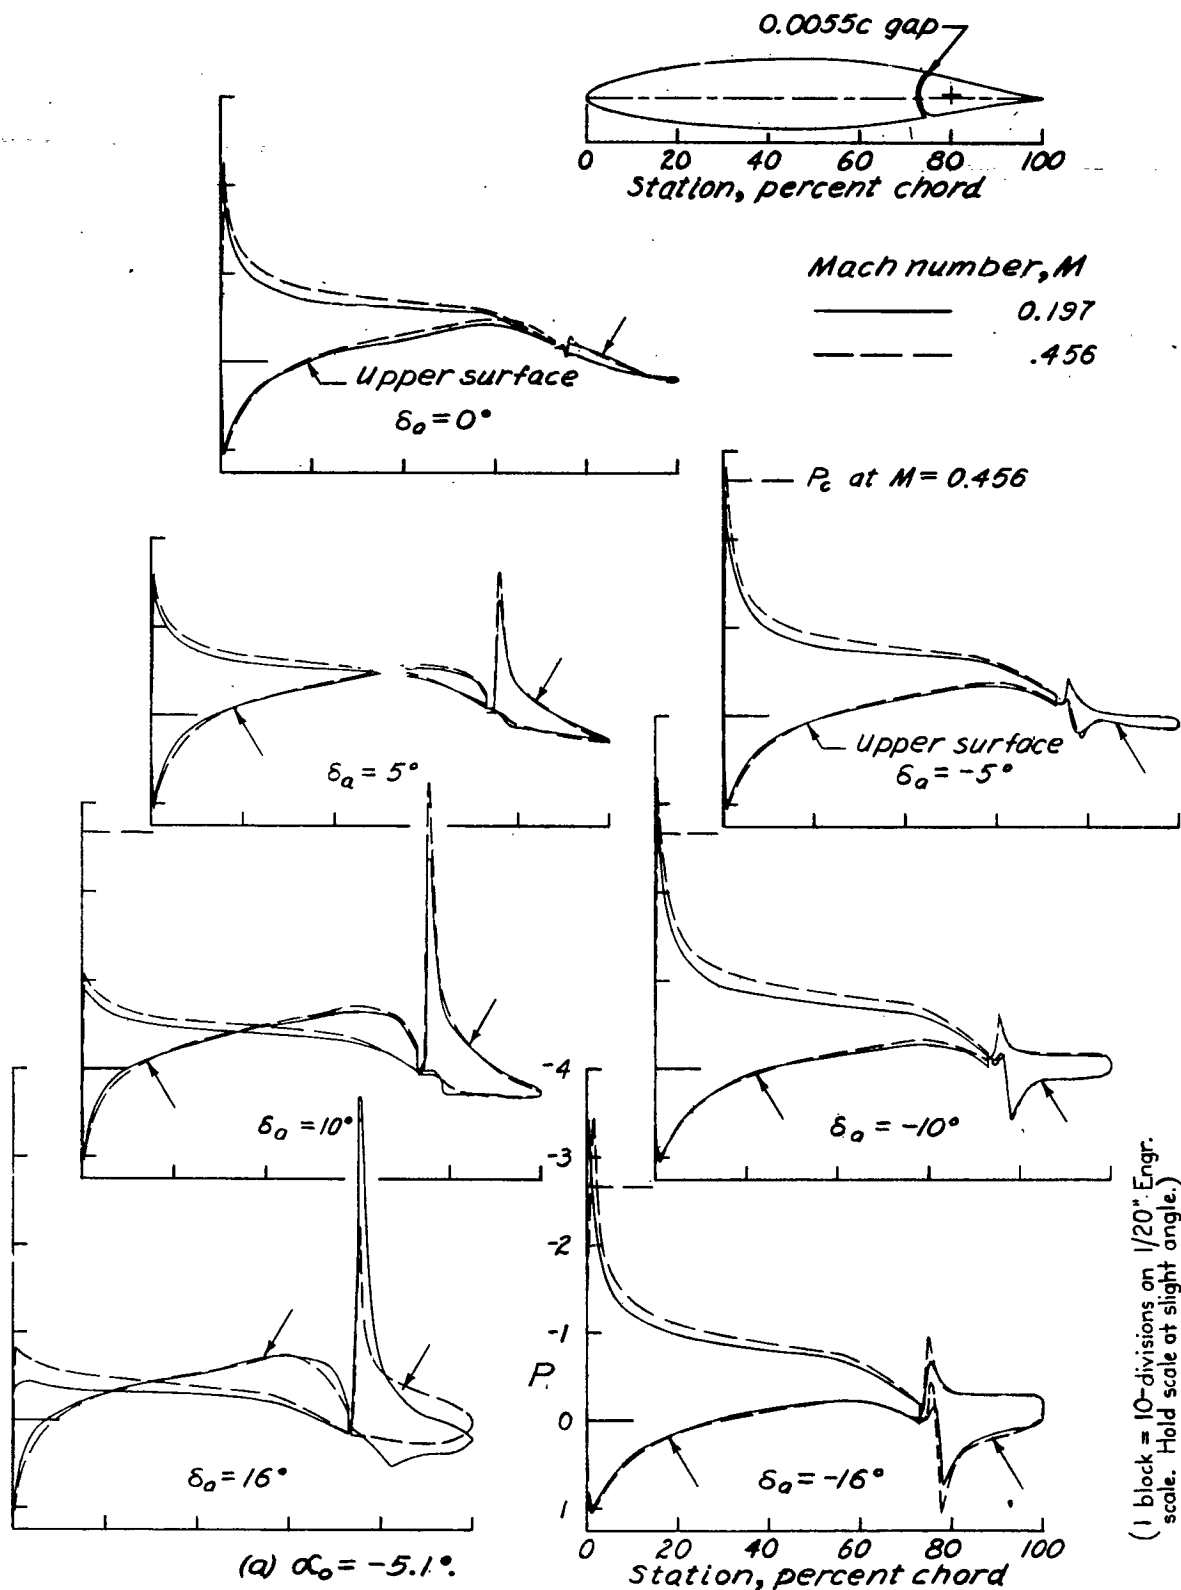 0.0055c gap
0 20 40 60 80 100
Station, percent chord
Mach number, M
0.197
.456
Upper surface
δₐ = 0°
P꜀ at M = 0.456
δₐ = 5°
Upper surface
δₐ = -5°
δₐ = 10°
-4
δₐ = -10°
-3
-2
-1
P
0
1
δₐ = 16°
δₐ = -16°
0 20 40 60 80 100
Station, percent chord
(a) α₀ = -5.1°.
(1 block = 10-divisions on 1/20" Engr.
scale. Hold scale at slight angle.)